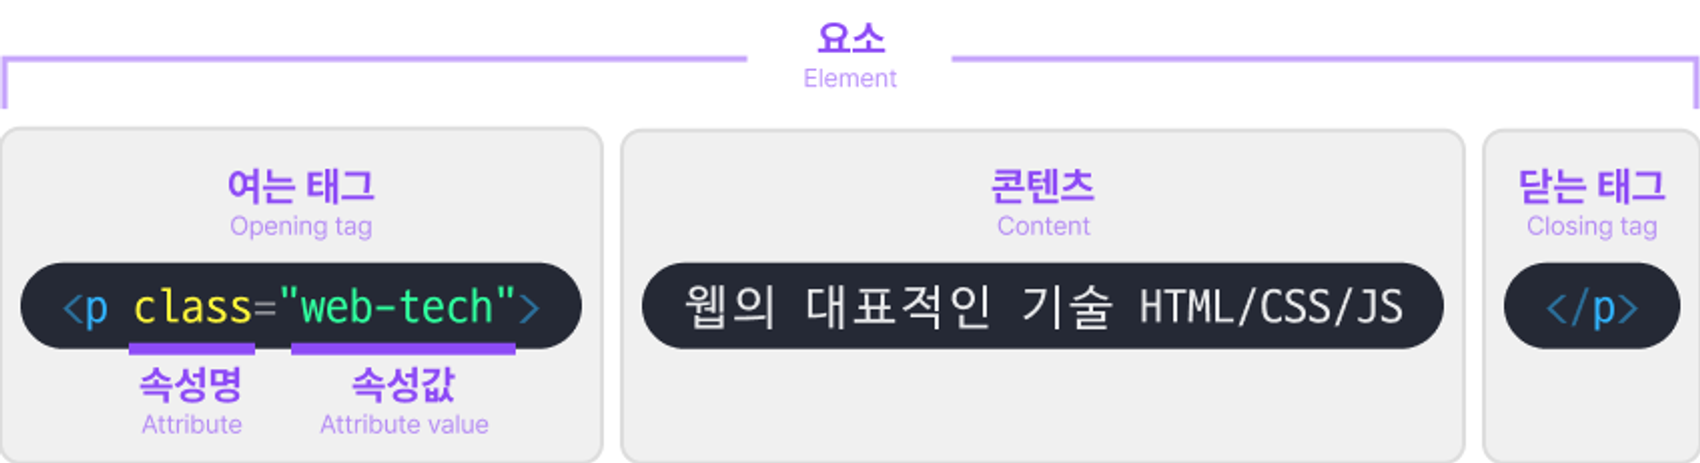 요소
Element
여는 태그
Opening tag
<p class="web-tech">
속성명 속성값
Attribute Attribute value
콘텐츠
Content
웹의 대표적인 기술 HTML/CSS/JS
닫는 태그
Closing tag
</p>